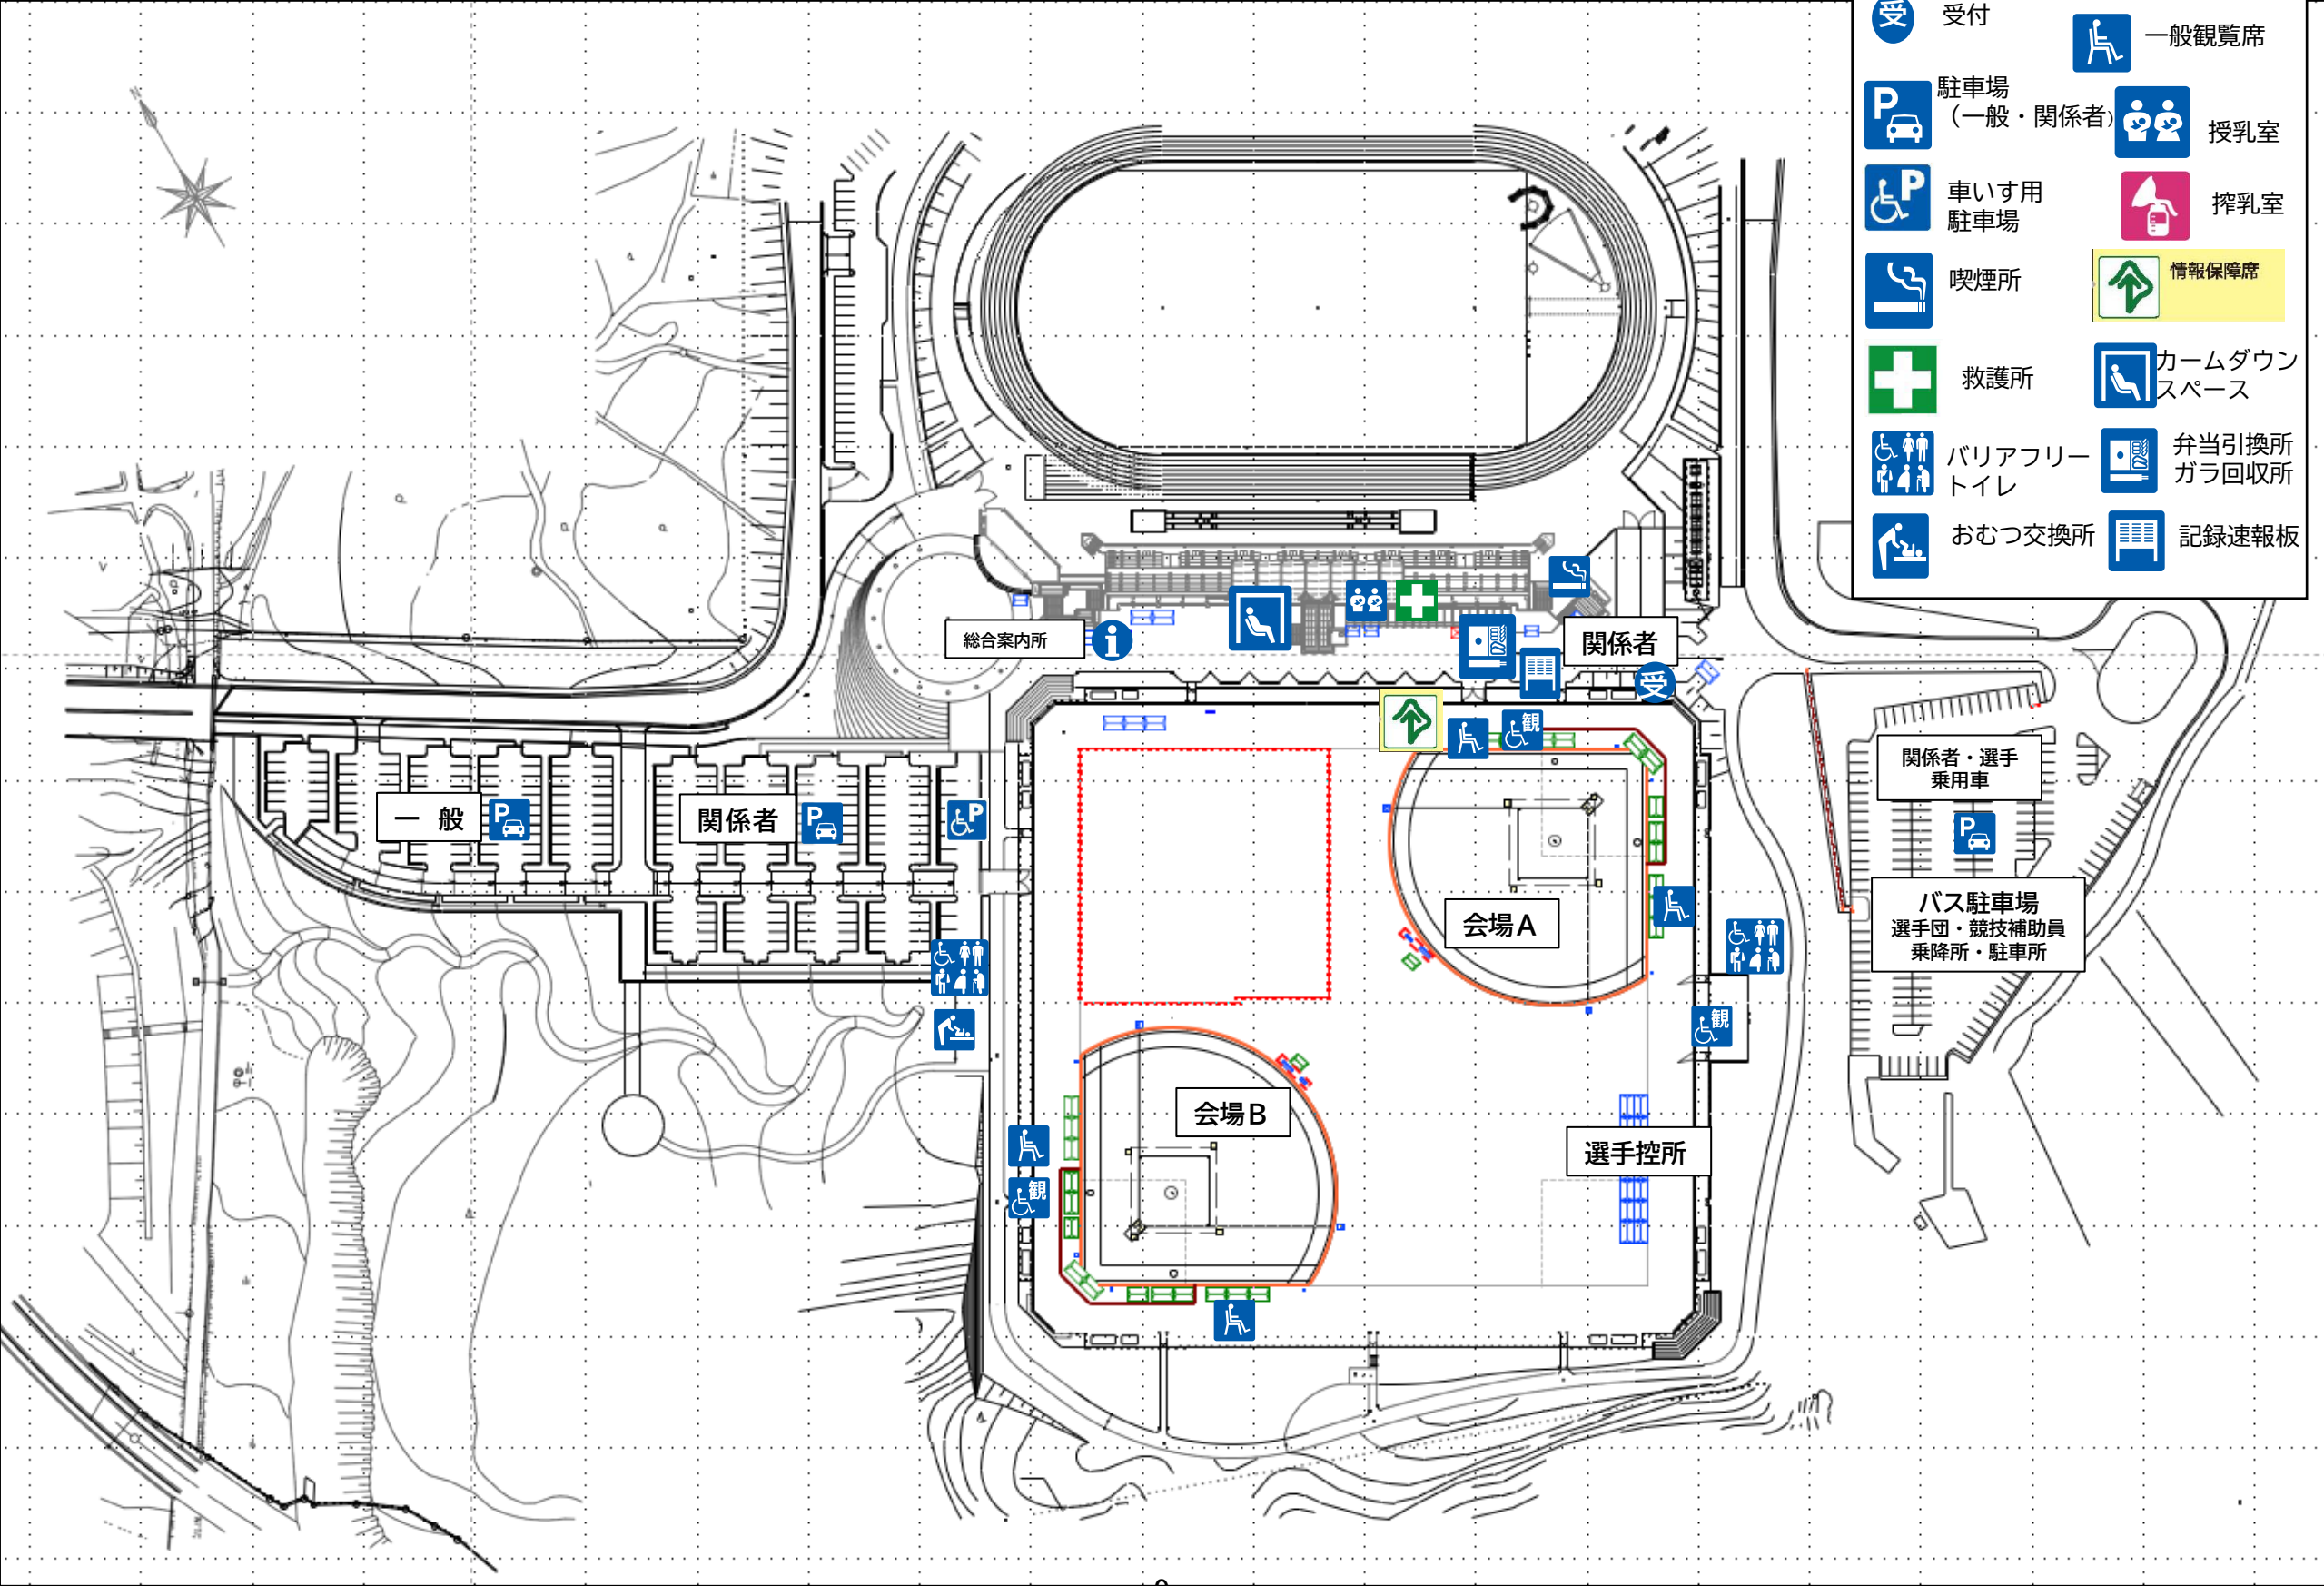 受 受付
一般観覧席
P 駐車場
（一般・関係者）
授乳室
P 車いす用
駐車場
搾乳室
喫煙所
情報保障席
救護所
カームダウン
スペース
バリアフリー
トイレ
弁当引換所
ガラ回収所
おむつ交換所
記録速報板
N
総合案内所 i
関係者
受
観
一般 P
関係者 P
P
会場A
関係者・選手
乗用車
P
バス駐車場
選手団・競技補助員
乗降所・駐車所
観
会場B
選手控所
観